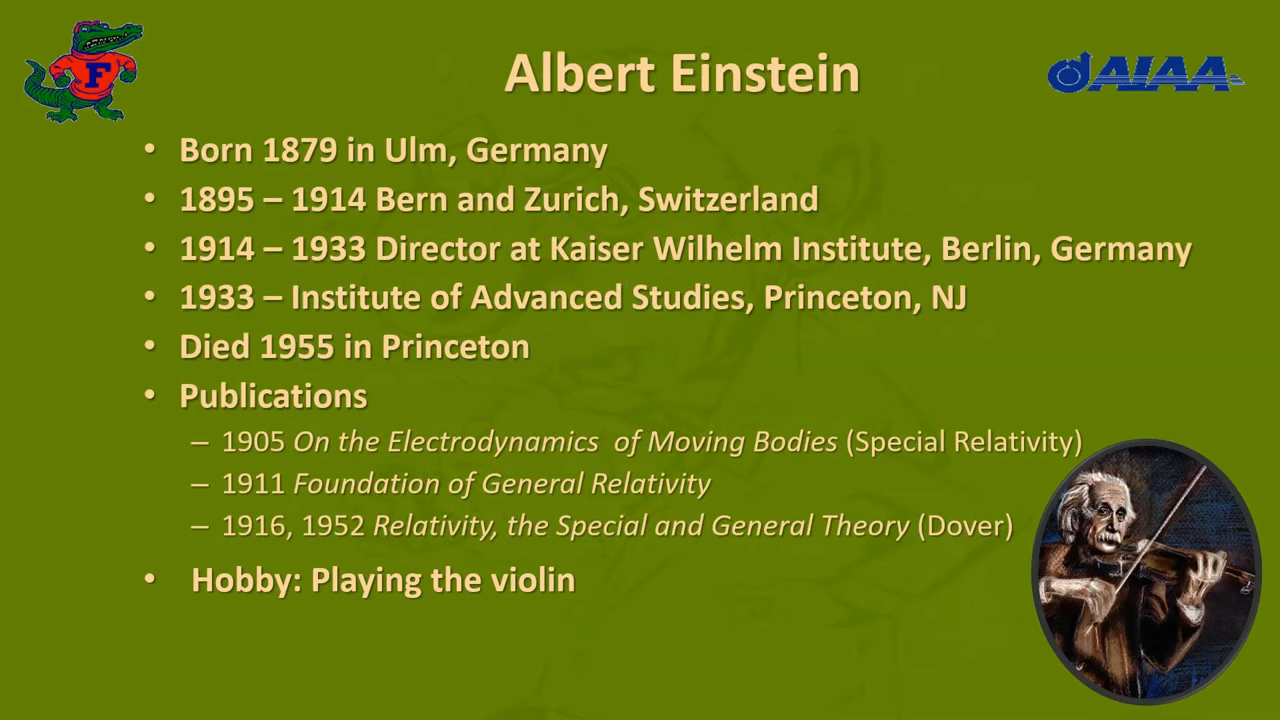 F
Albert Einstein
AIAA
• Born 1879 in Ulm, Germany
• 1895 – 1914 Bern and Zurich, Switzerland
• 1914 – 1933 Director at Kaiser Wilhelm Institute, Berlin, Germany
• 1933 – Institute of Advanced Studies, Princeton, NJ
• Died 1955 in Princeton
• Publications
– 1905 On the Electrodynamics of Moving Bodies (Special Relativity)
– 1911 Foundation of General Relativity
– 1916, 1952 Relativity, the Special and General Theory (Dover)
• Hobby: Playing the violin